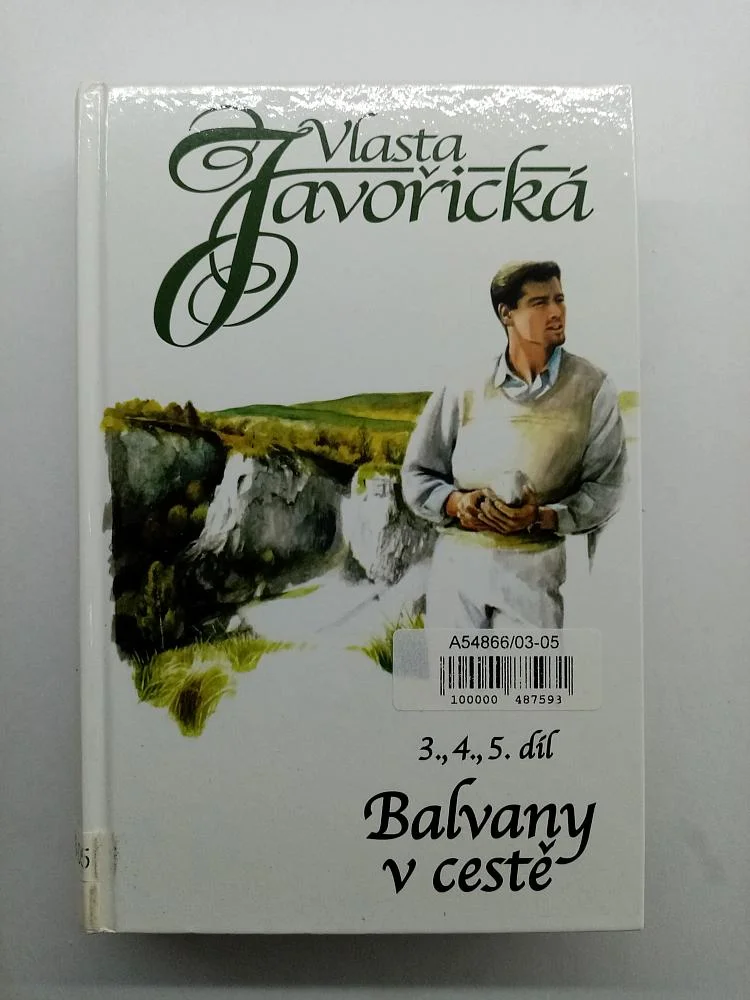 Vlasta
Javořická
A54866/03-05
100000 487593
3., 4., 5. díl
Balvany
v cestě